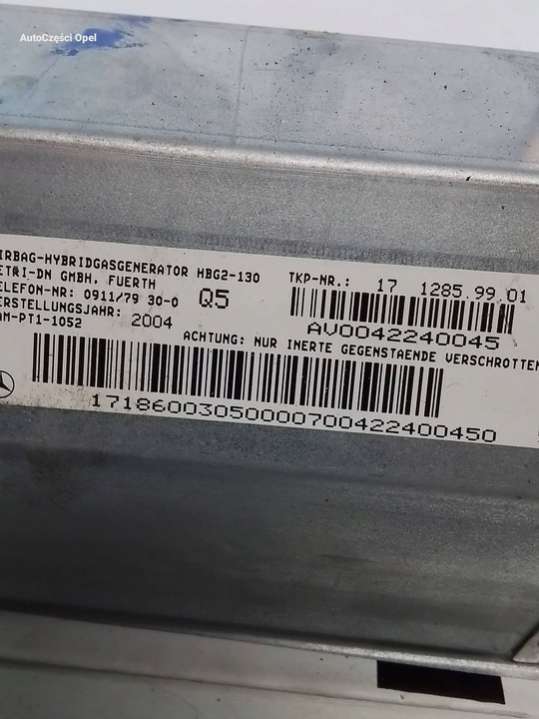 AutoCzęści Opel
IRBAG-HYBRIDGASGENERATOR HBG2-130
ETRI-DN GMBH, FUERTH
ELEFON-NR: 0911/79 30-0 Q5
ERSTELLUNGSJAHR: 2004
AM-PT1-1052
TKP-NR.: 17 1285.99.01
AV0042240045
ACHTUNG: NUR INERTE GEGENSTAENDE VERSCHROTTEN
17186003050000700422400450